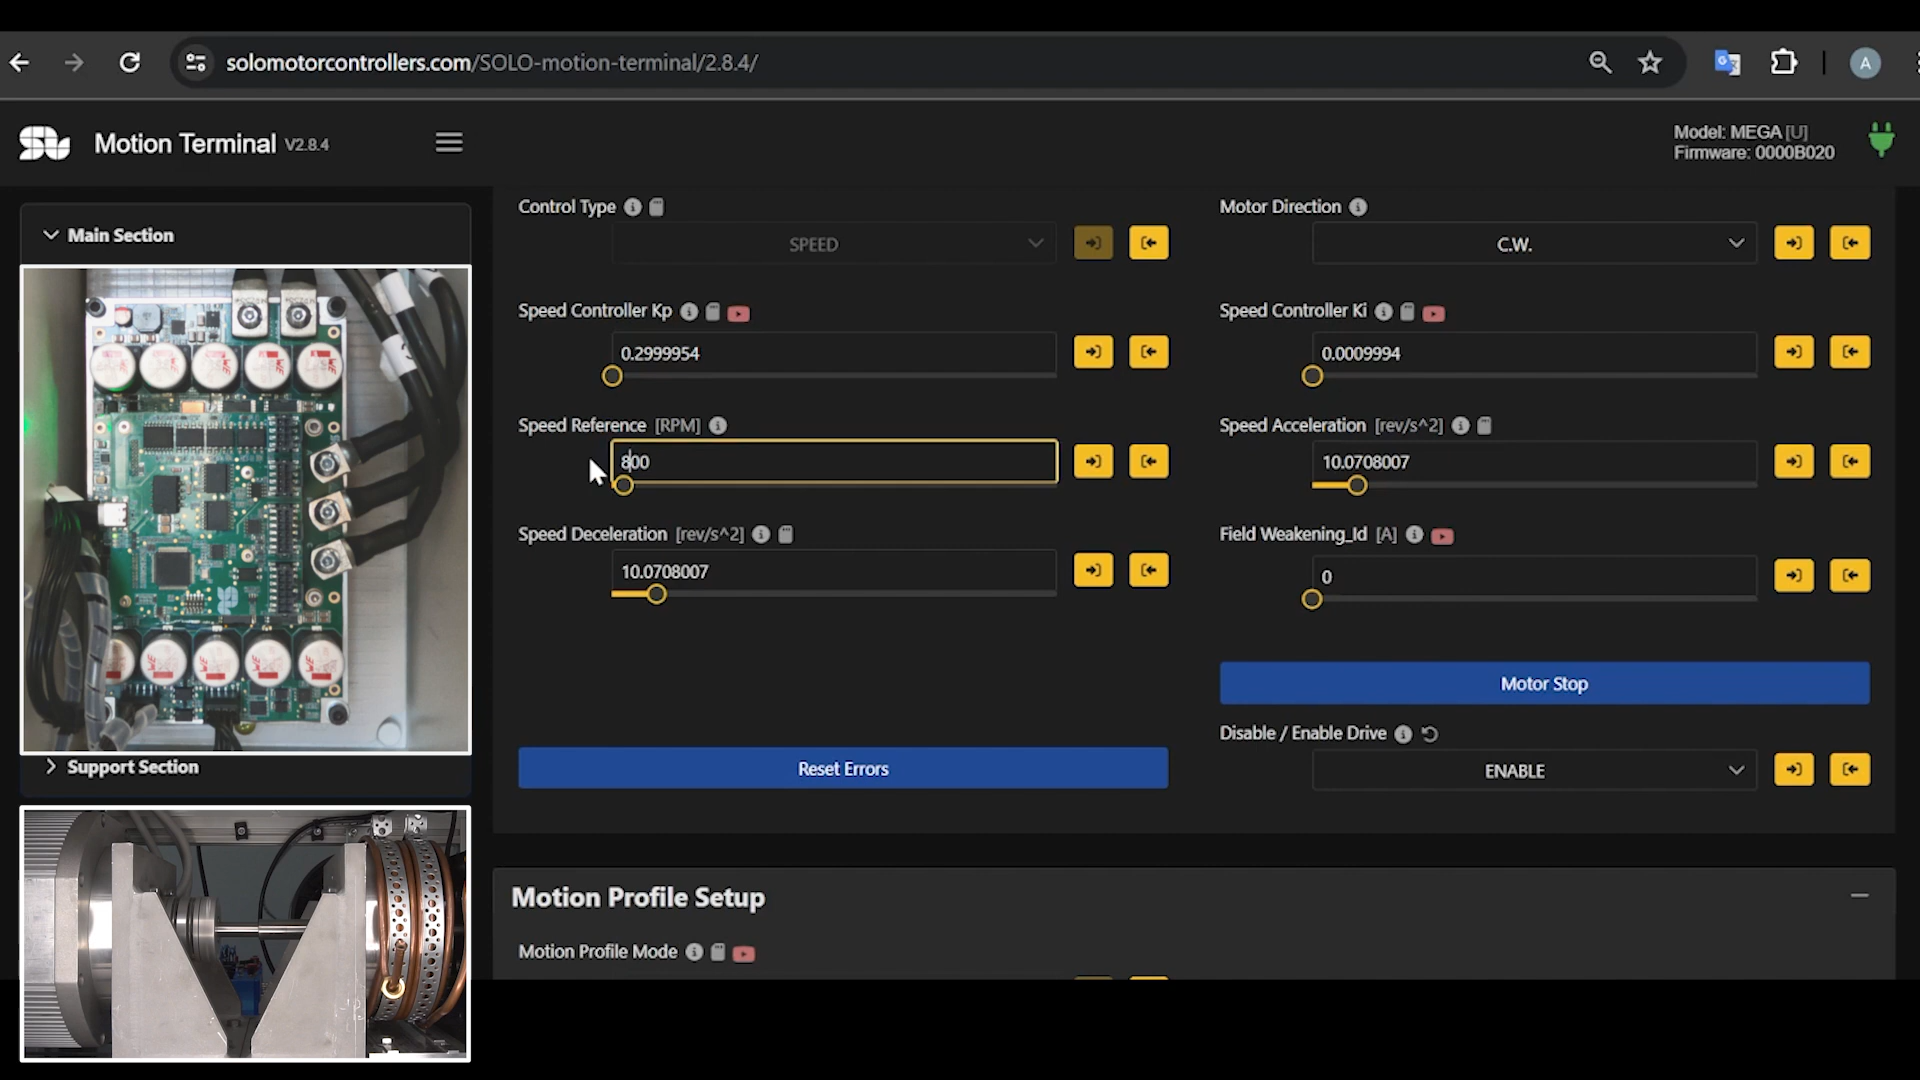 solomotorcontrollers.com/SOLO-motion-terminal/2.8.4/
A
Motion Terminal V2.8.4
Model: MEGA [U]
Firmware: 0000B020
Main Section
Support Section
Control Type
SPEED
Motor Direction
C.W.
Speed Controller Kp
0.2999954
Speed Controller Ki
0.0009994
Speed Reference [RPM]
800
Speed Acceleration [rev/s^2]
10.0708007
Speed Deceleration [rev/s^2]
10.0708007
Field Weakening_Id [A]
0
Motor Stop
Disable / Enable Drive
Reset Errors
ENABLE
Motion Profile Setup
Motion Profile Mode